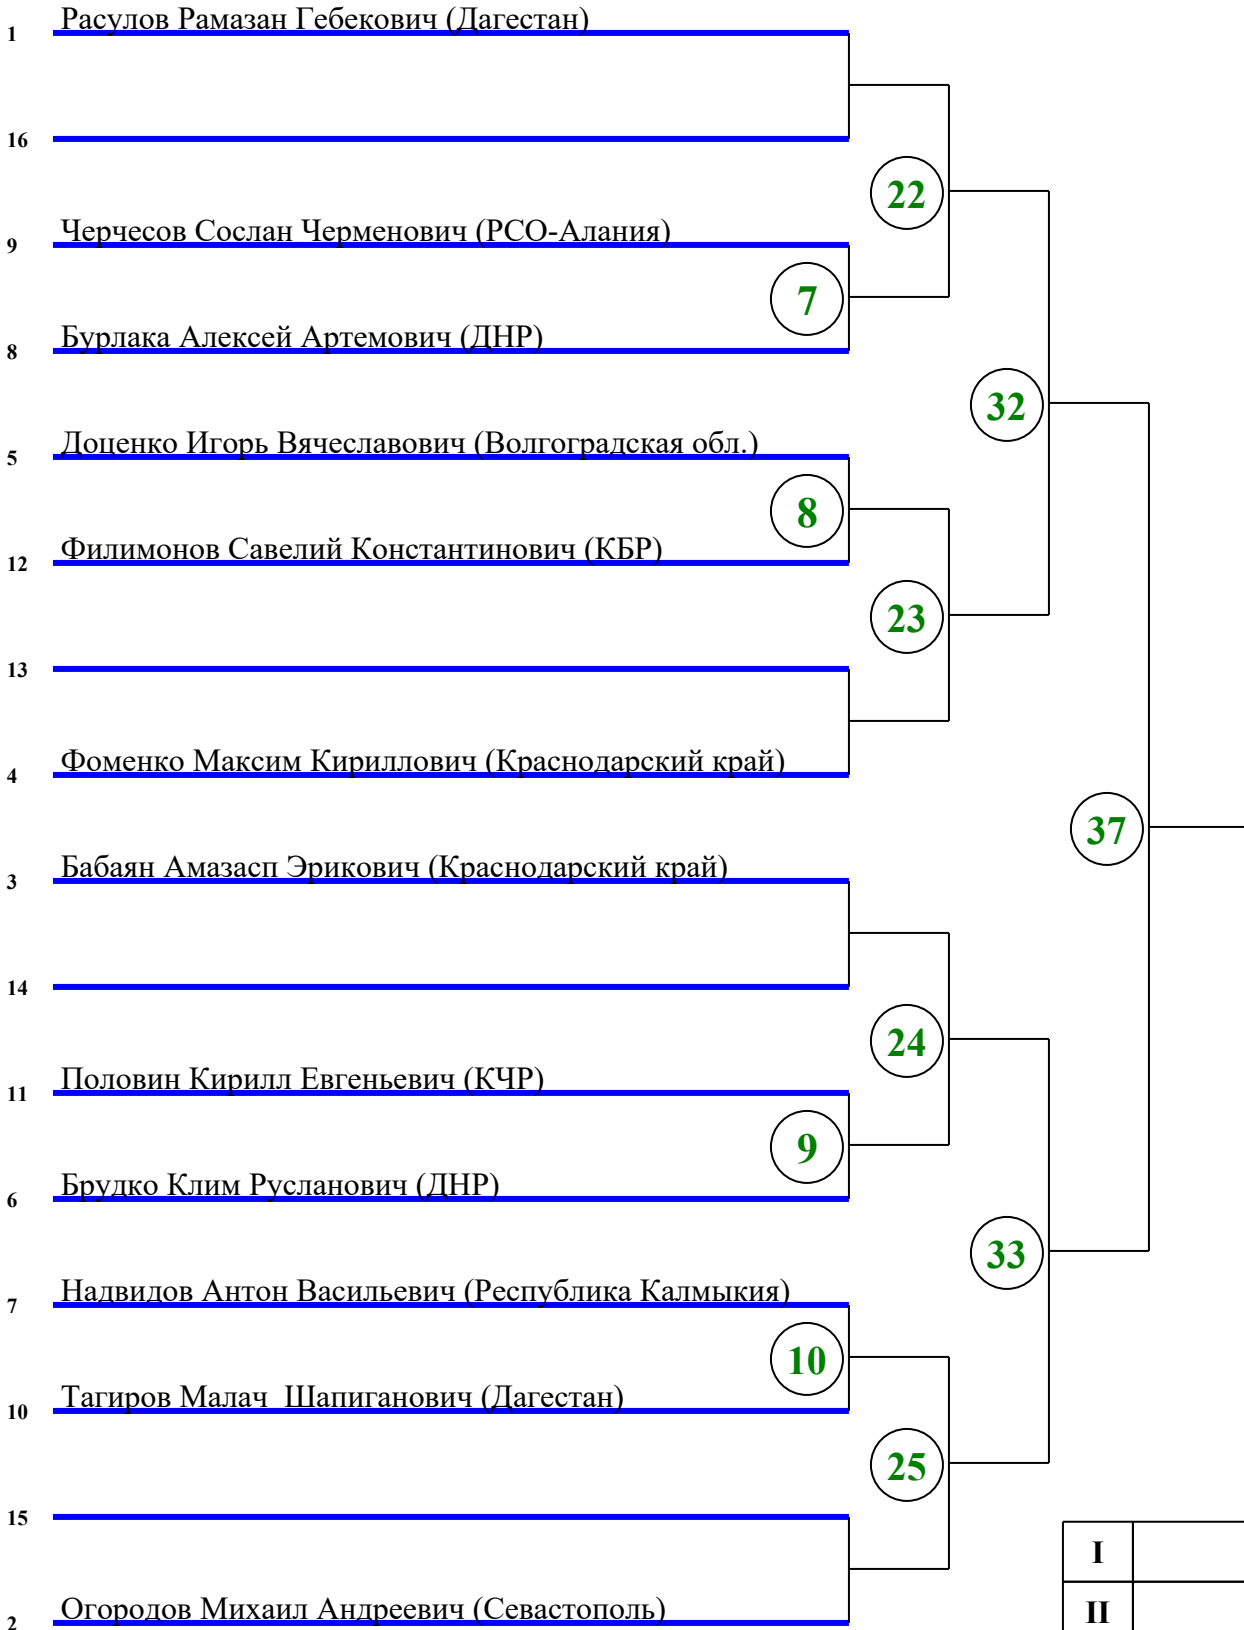 1 Расулов Рамазан Гебекович (Дагестан)
16
22
9 Черчесов Сослан Черменович (РСО-Алания)
7
8 Бурлака Алексей Артемович (ДНР)
32
5 Доценко Игорь Вячеславович (Волгоградская обл.)
8
12 Филимонов Савелий Константинович (КБР)
23
13
4 Фоменко Максим Кириллович (Краснодарский край)
37
3 Бабаян Амазасп Эрикович (Краснодарский край)
14
24
11 Половин Кирилл Евгеньевич (КЧР)
9
6 Брудко Клим Русланович (ДНР)
33
7 Надвидов Антон Васильевич (Республика Калмыкия)
10
10 Тагиров Малач  Шапиганович (Дагестан)
25
15
I
2 Огородов Михаил Андреевич (Севастополь)
II